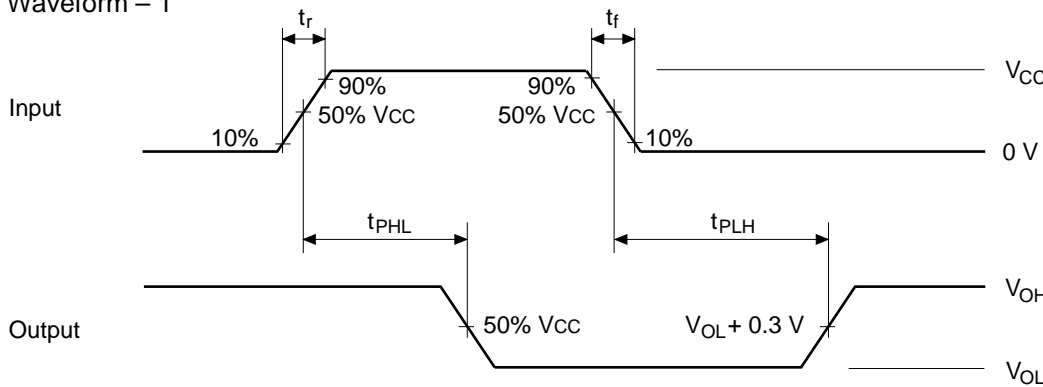 Waveform – 1
tr
tf
Input
90%
90%
VCC
50% VCC
50% VCC
10%
10%
0 V
tPHL
tPLH
VOH
Output
50% VCC
VOL + 0.3 V
VOL